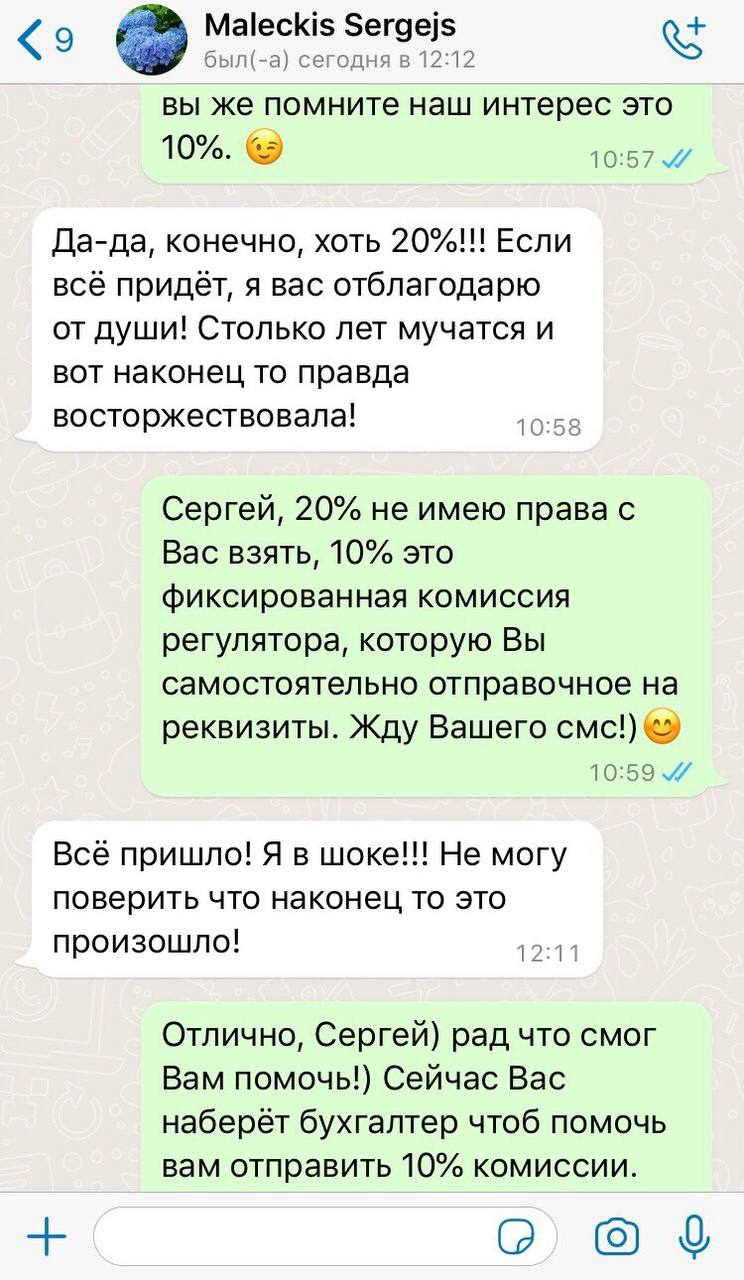 9
Maleckis Sergejs
был(-а) сегодня в 12:12
вы же помните наш интерес это
10%. 😉
10:57
Да-да, конечно, хоть 20%!!! Если
всё придёт, я вас отблагодарю
от души! Столько лет мучатся и
вот наконец то правда
восторжествовала!
10:58
Сергей, 20% не имею права с
Вас взять, 10% это
фиксированная комиссия
регулятора, которую Вы
самостоятельно отправочное на
реквизиты. Жду Вашего смс!)😊
10:59
Всё пришло! Я в шоке!!! Не могу
поверить что наконец то это
произошло!
12:11
Отлично, Сергей) рад что смог
Вам помочь!) Сейчас Вас
наберёт бухгалтер чтоб помочь
вам отправить 10% комиссии.